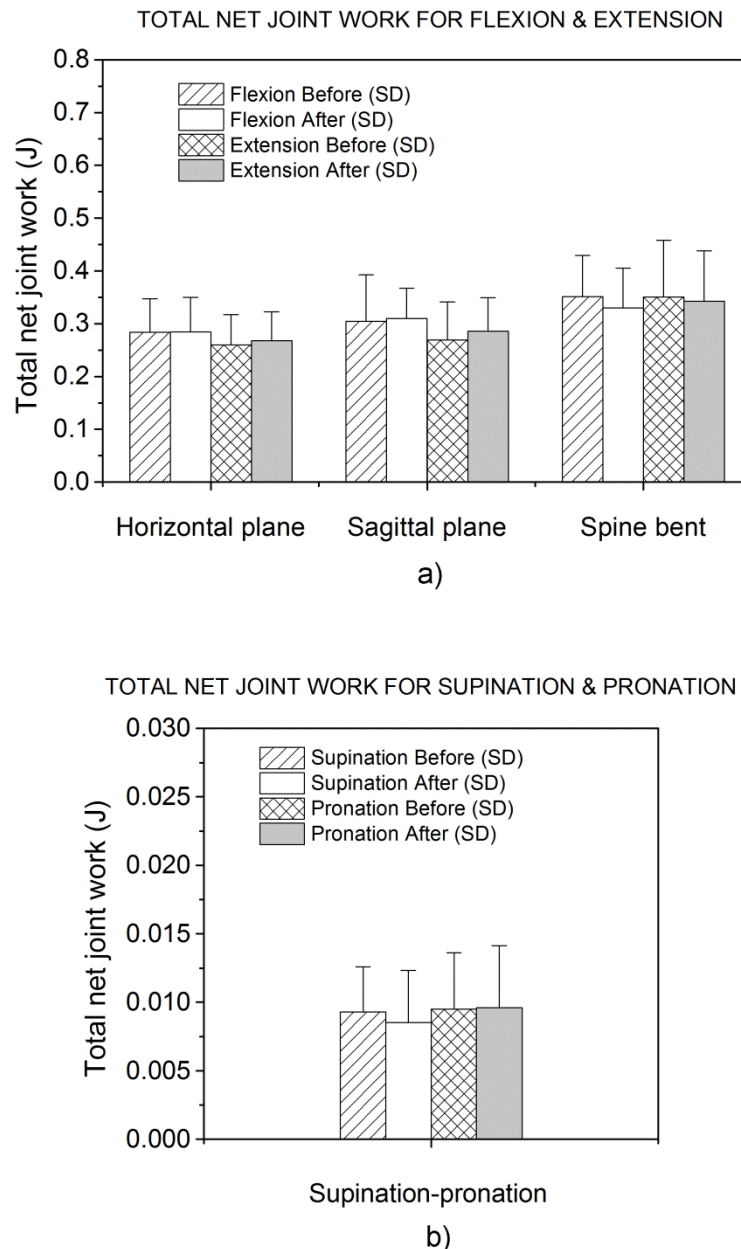 TOTAL NET JOINT WORK FOR FLEXION & EXTENSION
Total net joint work (J)
0.8
0.7
0.6
0.5
0.4
0.3
0.2
0.1
0.0
Flexion Before (SD)
Flexion After (SD)
Extension Before (SD)
Extension After (SD)
Horizontal plane Sagittal plane Spine bent
a)
TOTAL NET JOINT WORK FOR SUPINATION & PRONATION
Total net joint work (J)
0.030
0.025
0.020
0.015
0.010
0.005
0.000
Supination Before (SD)
Supination After (SD)
Pronation Before (SD)
Pronation After (SD)
Supination-pronation
b)